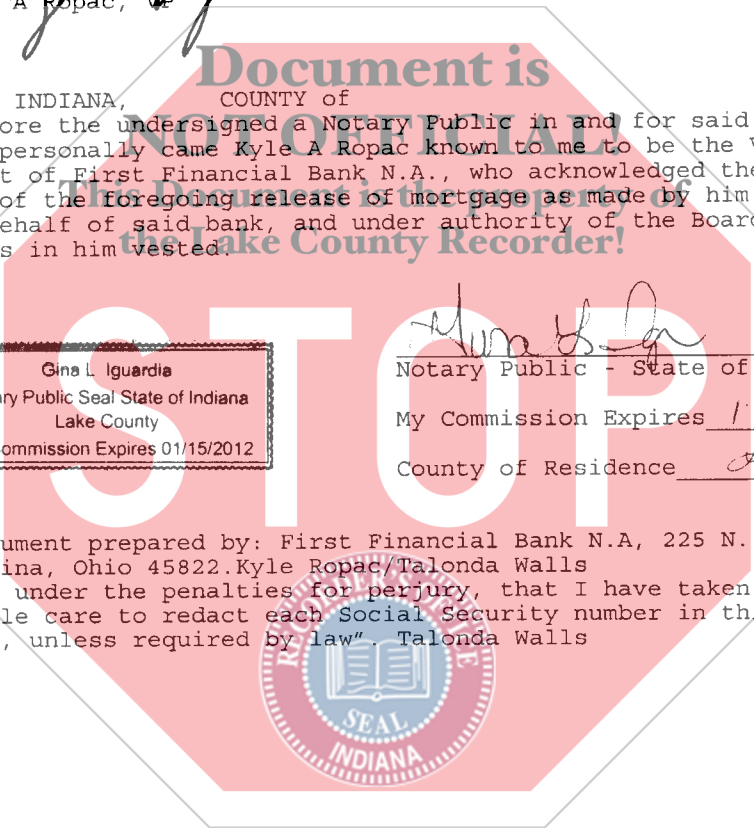 A Ropac, VP
Document is
INDIANA, COUNTY of
NOT OFFICIAL!
ore the undersigned a Notary Public in and for said
personally came Kyle A Ropac known to me to be the V
t of First Financial Bank N.A., who acknowledged the
This Document is the property of
of the foregoing release of mortgage as made by him
ehalf of said bank, and under authority of the Boar
the Lake County Recorder!
s in him vested.
STOP
Gina L Iguardia
ry Public Seal State of Indiana
Lake County
ommission Expires 01/15/2012
Notary Public - State of
My Commission Expires
County of Residence
ument prepared by: First Financial Bank N.A, 225 N.
ina, Ohio 45822.Kyle Ropac/Talonda Walls
under the penalties for perjury, that I have taken
le care to redact each Social Security number in th
, unless required by law". Talonda Walls
RECORDER'S OFFICE
SEAL
INDIANA